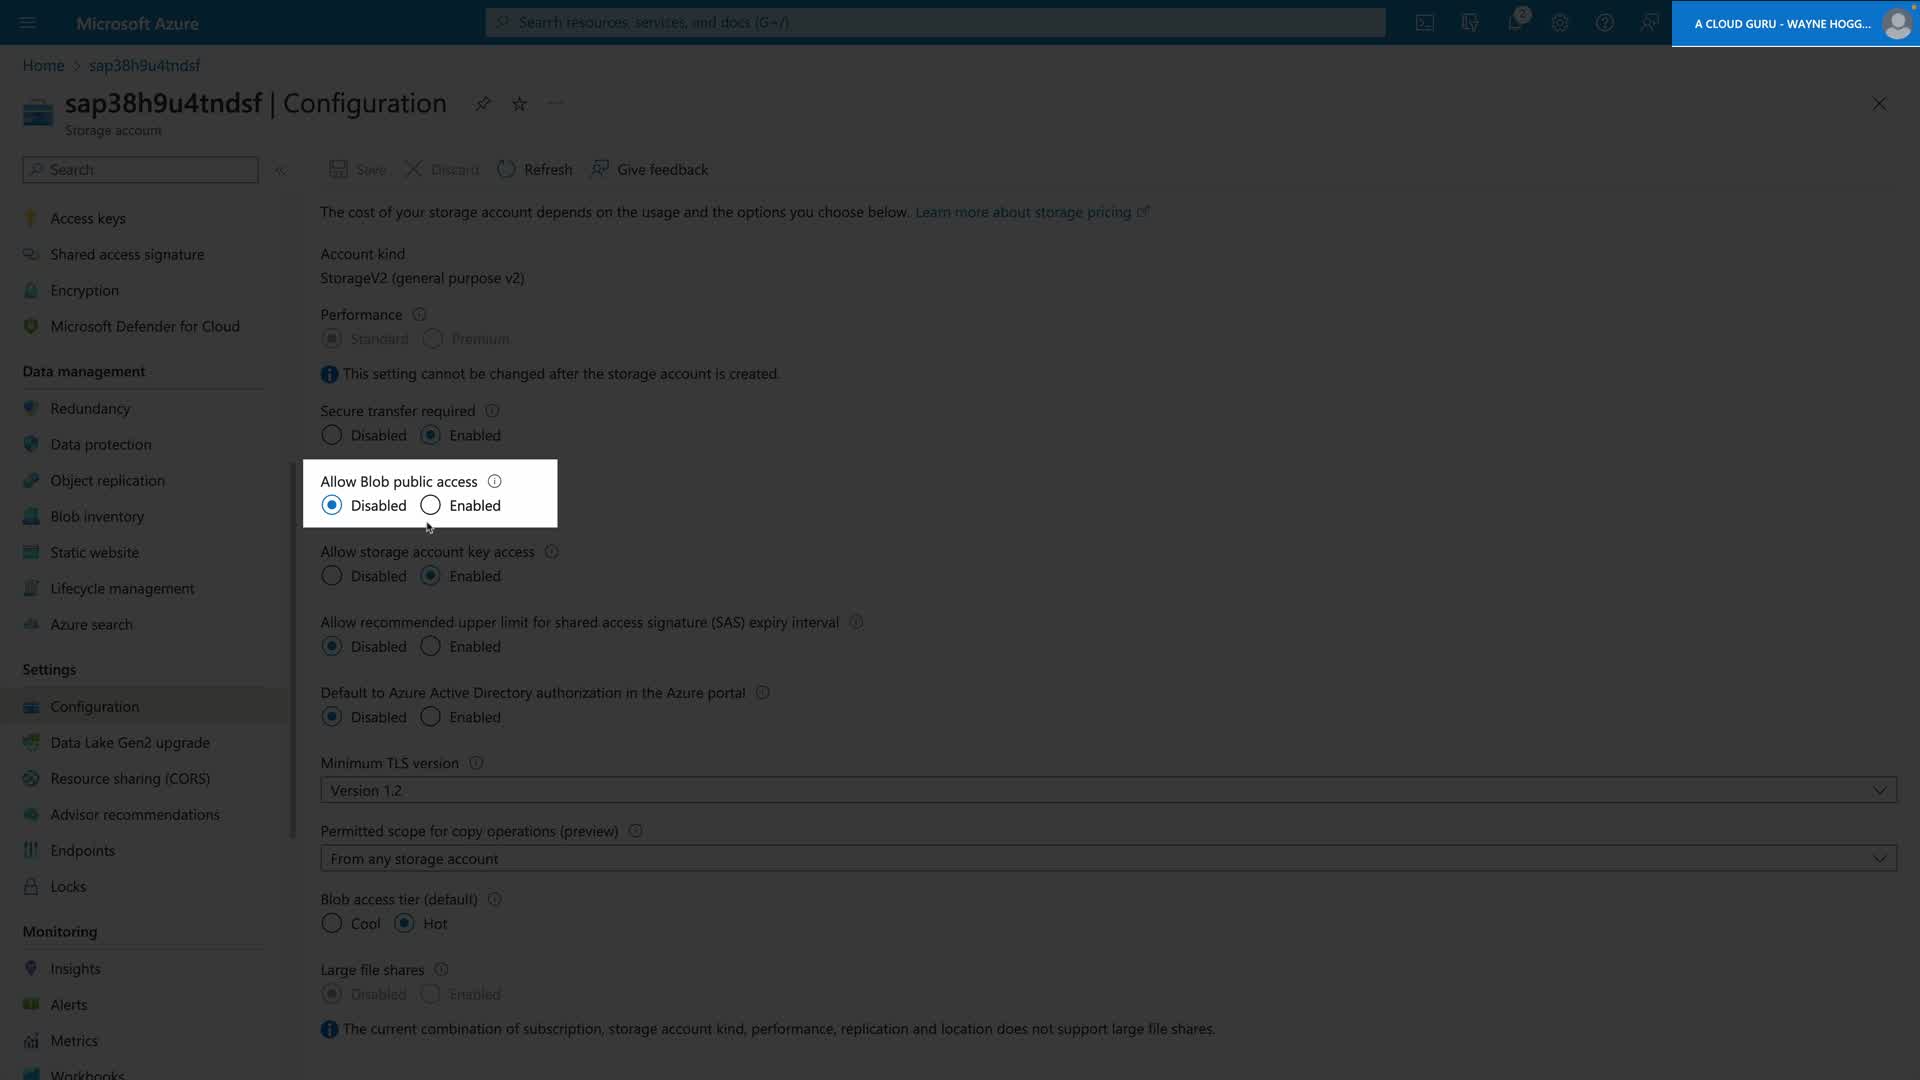 Microsoft Azure
Search resources, services, and docs (G+/)
2
A CLOUD GURU - WAYNE HOGG...
Home > sap38h9u4tndsf
sap38h9u4tndsf | Configuration
Storage account
Search
Save
Discard
Refresh
Give feedback
Access keys
Shared access signature
Encryption
Microsoft Defender for Cloud
Data management
Redundancy
Data protection
Object replication
Blob inventory
Static website
Lifecycle management
Azure search
Settings
Configuration
Data Lake Gen2 upgrade
Resource sharing (CORS)
Advisor recommendations
Endpoints
Locks
Monitoring
Insights
Alerts
Metrics
Workbooks
The cost of your storage account depends on the usage and the options you choose below. Learn more about storage pricing
Account kind
StorageV2 (general purpose v2)
Performance
Standard Premium
This setting cannot be changed after the storage account is created.
Secure transfer required
Disabled Enabled
Allow Blob public access
Disabled Enabled
Allow storage account key access
Disabled Enabled
Allow recommended upper limit for shared access signature (SAS) expiry interval
Disabled Enabled
Default to Azure Active Directory authorization in the Azure portal
Disabled Enabled
Minimum TLS version
Version 1.2
Permitted scope for copy operations (preview)
From any storage account
Blob access tier (default)
Cool Hot
Large file shares
Disabled Enabled
The current combination of subscription, storage account kind, performance, replication and location does not support large file shares.